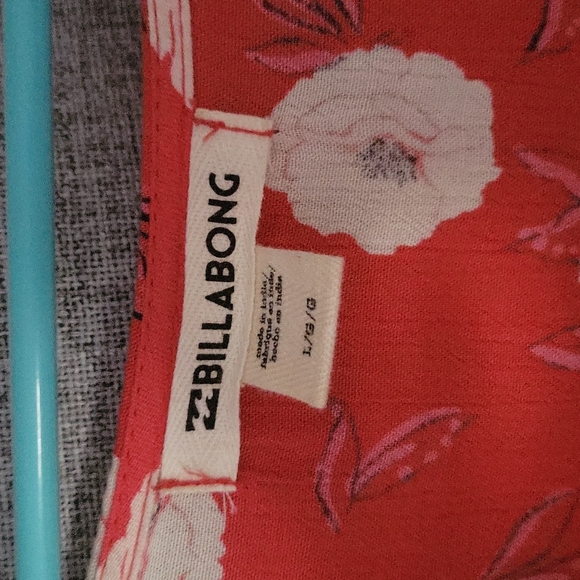 BILLABONG
made in india/
fabriqué en inde/
hecho en india
L/G/G